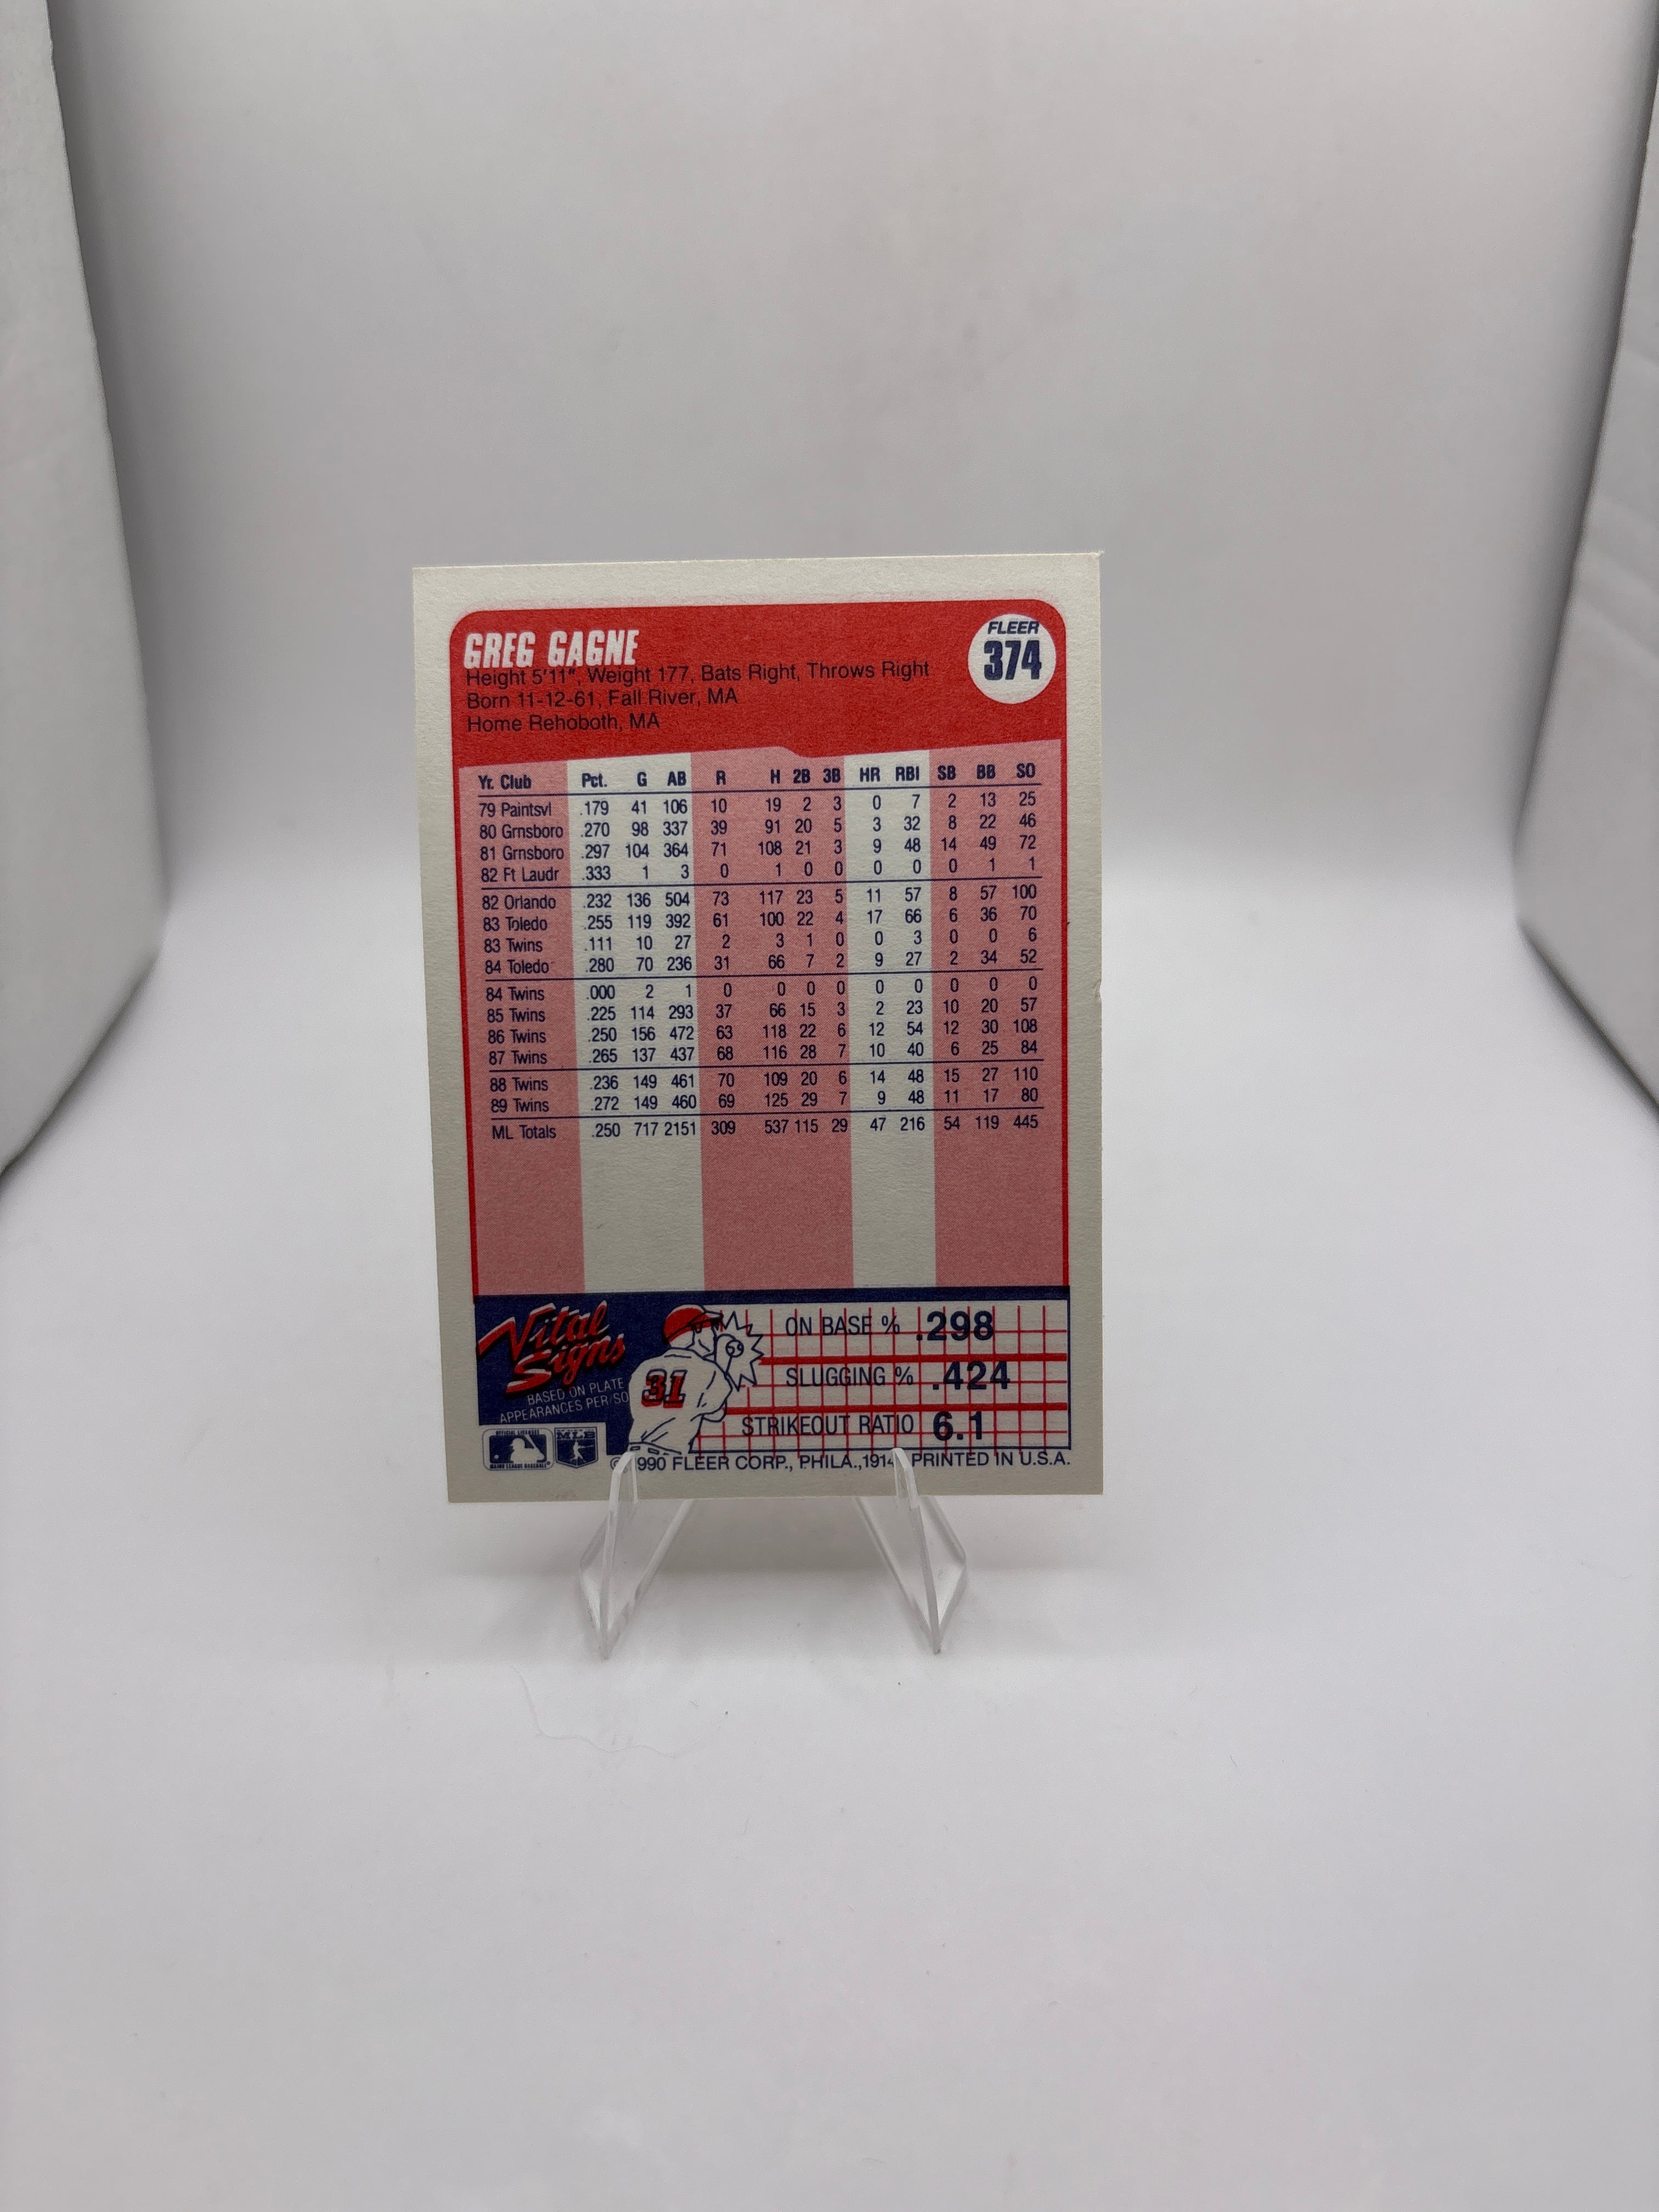 GREG GAGNE
FLEER
374
Height 5'11", Weight 177, Bats Right, Throws Right
Born 11-12-61, Fall River, MA
Home Rehoboth, MA
Yr. Club Pct. G AB R H 2B 3B HR RBI SB BB SO
79 Paintsvl .179 41 106 10 19 2 3 0 7 2 13 25
80 Grnsboro .270 98 337 39 91 20 5 3 32 8 22 46
81 Grnsboro .297 104 364 71 108 21 3 9 48 14 49 72
82 Ft Laudr .333 1 3 0 1 0 0 0 0 0 1 1
82 Orlando .232 136 504 73 117 23 5 11 57 8 57 100
83 Toledo .255 119 392 61 100 22 4 17 66 6 36 70
83 Twins .111 10 27 2 3 1 0 0 3 0 0 6
84 Toledo .280 70 236 31 66 7 2 9 27 2 34 52
84 Twins .000 2 1 0 0 0 0 0 0 0 0 0
85 Twins .225 114 293 37 66 15 3 2 23 10 20 57
86 Twins .250 156 472 63 118 22 6 12 54 12 30 108
87 Twins .265 137 437 68 116 28 7 10 40 6 25 84
88 Twins .236 149 461 70 109 20 6 14 48 15 27 110
89 Twins .272 149 460 69 125 29 7 9 48 11 17 80
ML Totals .250 717 2151 309 537 115 29 47 216 54 119 445
Vital
Signs
BASED ON PLATE
APPEARANCES PER/SO
31
ON BASE % .298
SLUGGING % .424
STRIKEOUT RATIO 6.1
OFFICIAL LICENSEE
MAJOR LEAGUE BASEBALL
MLB
©1990 FLEER CORP., PHILA.,1914 PRINTED IN U.S.A.